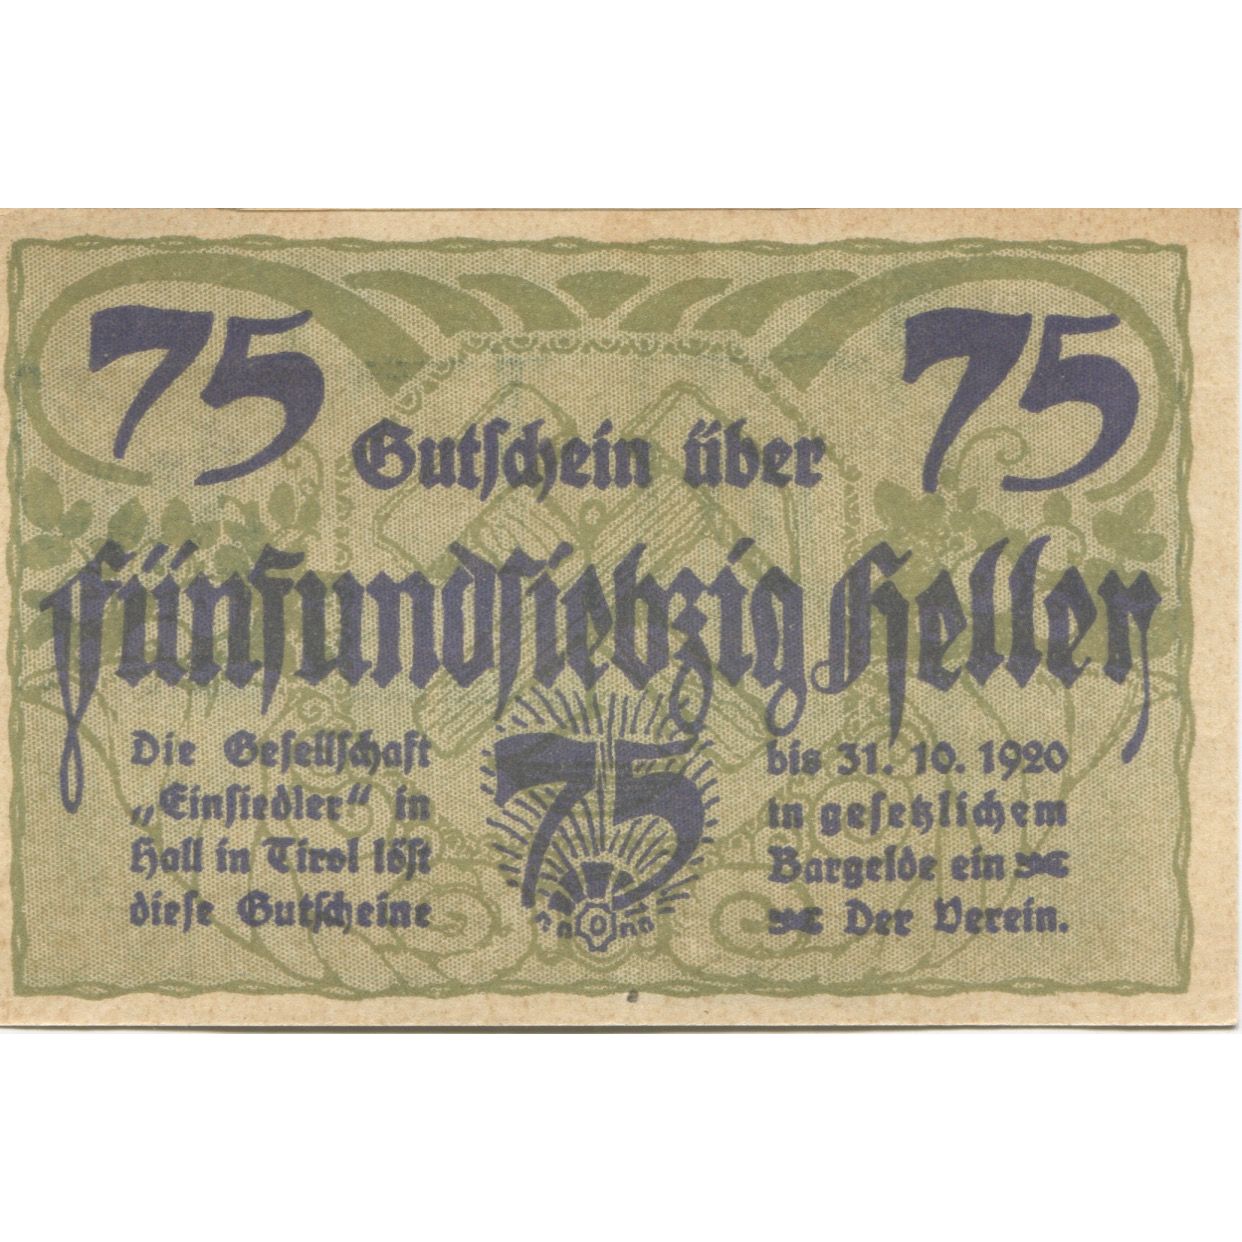 75 75
Gutschein über
fünfundsiebzig Heller
Die Gesellschaft
„Einsiedler“ in
Hall in Tirol löst
diese Gutscheine
75
bis 31. 10. 1920
in gesetzlichem
Bargelde ein
Der Verein.